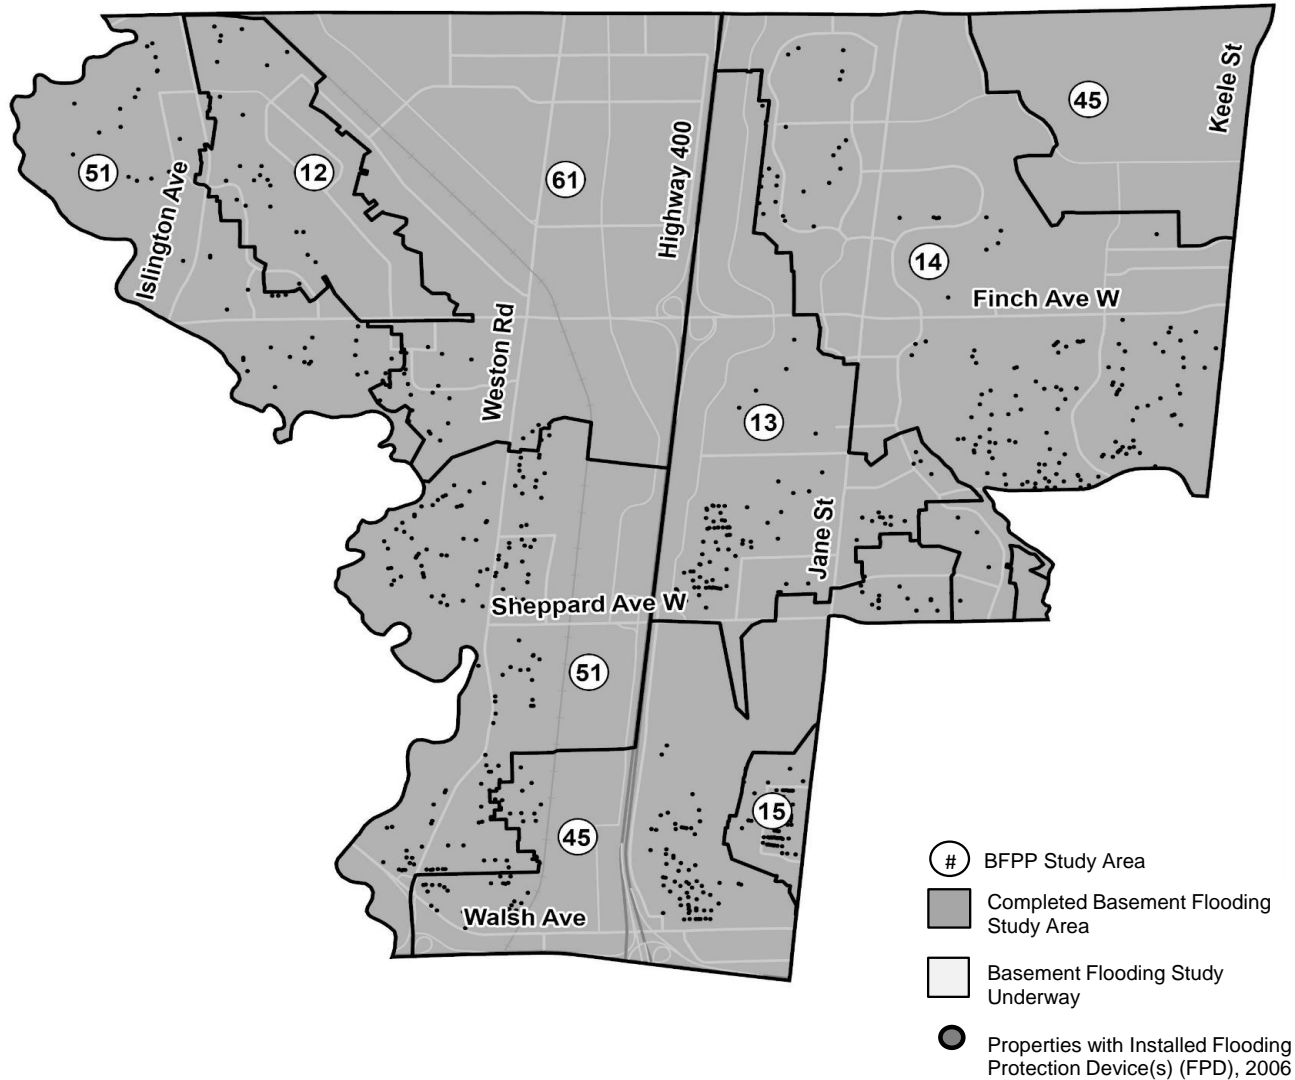 Keele St
45
Highway 400
51
Islington Ave
12
61
14
Finch Ave W
Weston Rd
13
Jane St
Sheppard Ave W
51
15
45
Walsh Ave
# BFPP Study Area
Completed Basement Flooding
Study Area
Basement Flooding Study
Underway
Properties with Installed Flooding
Protection Device(s) (FPD), 2006